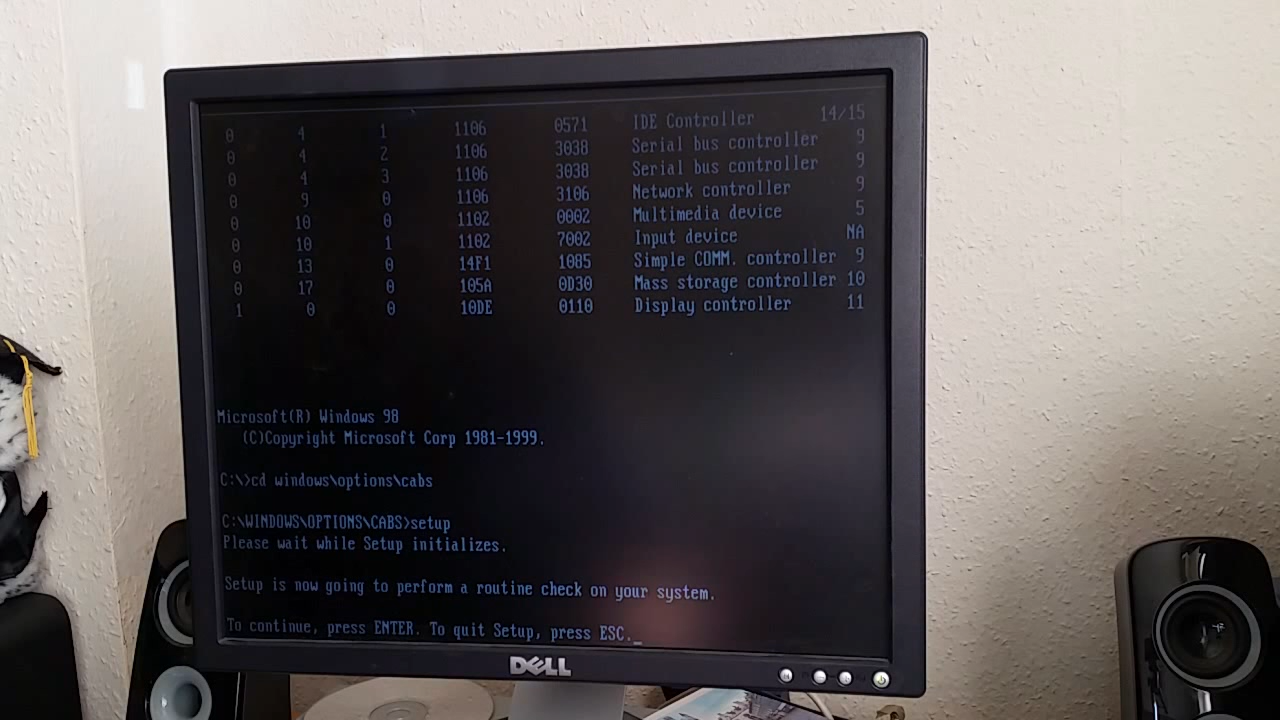 0 4 1 1106 0571 IDE Controller 14/15
0 4 2 1106 3038 Serial bus controller 9
0 4 3 1106 3038 Serial bus controller 9
0 9 0 1106 3106 Network controller 9
0 10 0 1102 0002 Multimedia device 5
0 10 1 1102 7002 Input device NA
0 13 0 14F1 1085 Simple COMM. controller 9
0 17 0 105A 0D30 Mass storage controller 10
1 0 0 10DE 0110 Display controller 11
Microsoft(R) Windows 98
(C)Copyright Microsoft Corp 1981-1999.
C:\>cd windows\options\cabs
C:\WINDOWS\OPTIONS\CABS>setup
Please wait while Setup initializes.
Setup is now going to perform a routine check on your system.
To continue, press ENTER. To quit Setup, press ESC._
DELL